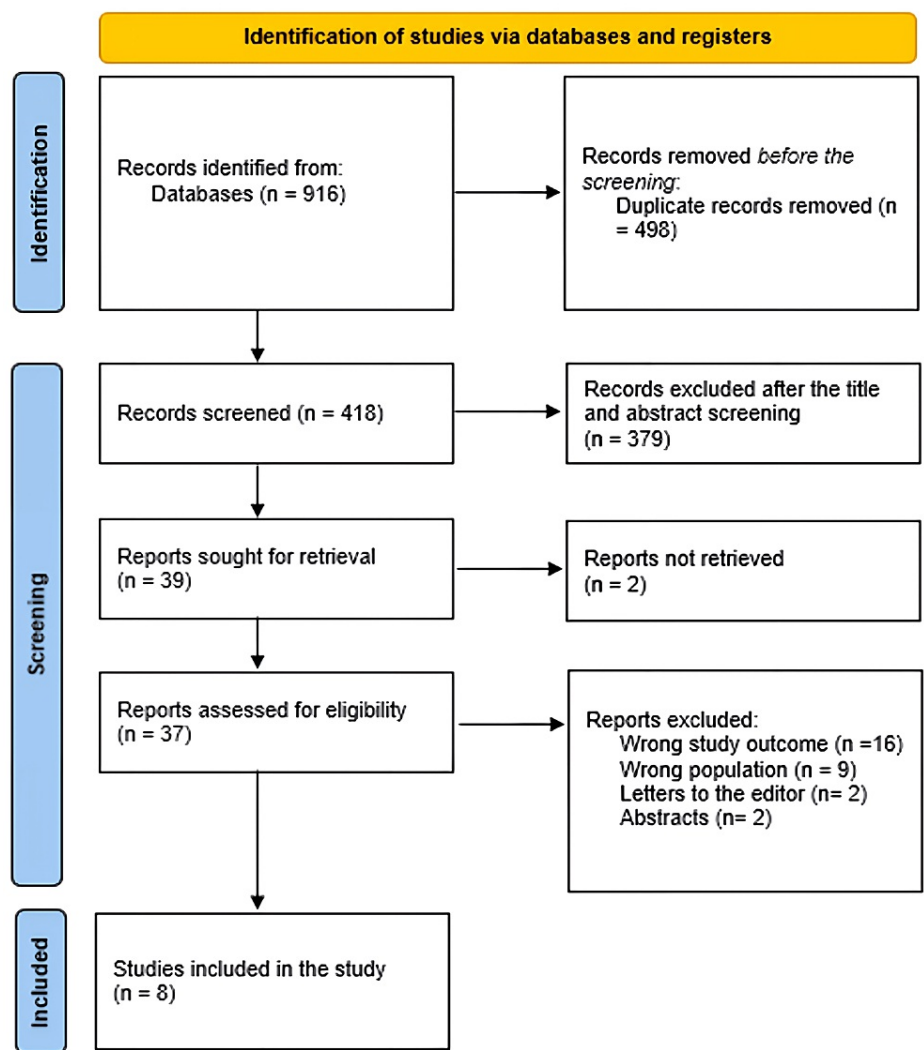 Identification of studies via databases and registers
Identification
Records identified from:
Databases (n = 916)
Records removed before the
screening:
Duplicate records removed (n
= 498)
Screening
Records screened (n = 418)
Records excluded after the title
and abstract screening
(n = 379)
Reports sought for retrieval
(n = 39)
Reports not retrieved
(n = 2)
Reports assessed for eligibility
(n = 37)
Reports excluded:
Wrong study outcome (n =16)
Wrong population (n = 9)
Letters to the editor (n= 2)
Abstracts (n= 2)
Included
Studies included in the study
(n = 8)